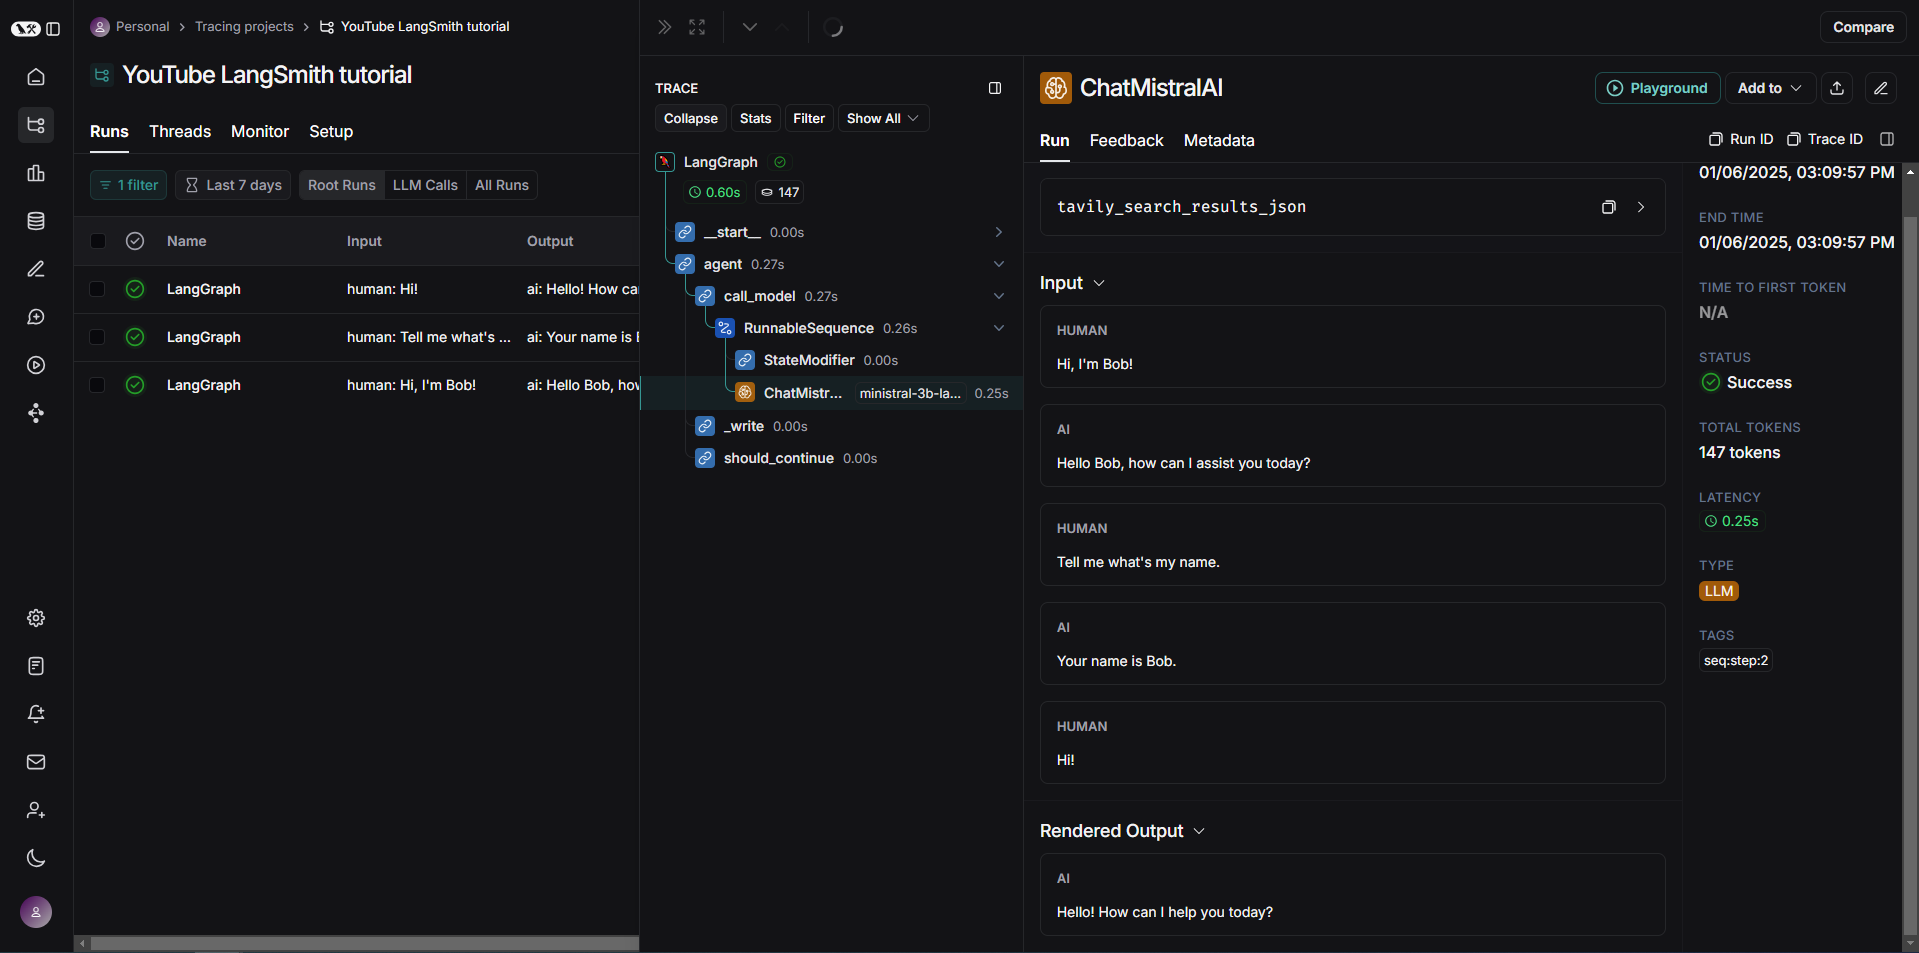 Personal > Tracing projects > YouTube LangSmith tutorial
YouTube LangSmith tutorial
Runs Threads Monitor Setup
1 filter Last 7 days Root Runs LLM Calls All Runs
Name Input Output
LangGraph human: Hi! ai: Hello! How ca
LangGraph human: Tell me what's ... ai: Your name is
LangGraph human: Hi, I'm Bob! ai: Hello Bob, how
TRACE
Collapse Stats Filter Show All
LangGraph
0.60s 147
__start__ 0.00s
agent 0.27s
call_model 0.27s
RunnableSequence 0.26s
StateModifier 0.00s
ChatMistr... ministral-3b-la... 0.25s
_write 0.00s
should_continue 0.00s
Compare
ChatMistralAI
Playground Add to
Run Feedback Metadata
Run ID Trace ID
tavily_search_results_json
Input
HUMAN
Hi, I'm Bob!
AI
Hello Bob, how can I assist you today?
HUMAN
Tell me what's my name.
AI
Your name is Bob.
HUMAN
Hi!
Rendered Output
AI
Hello! How can I help you today?
01/06/2025, 03:09:57 PM
END TIME
01/06/2025, 03:09:57 PM
TIME TO FIRST TOKEN
N/A
STATUS
Success
TOTAL TOKENS
147 tokens
LATENCY
0.25s
TYPE
LLM
TAGS
seq:step:2